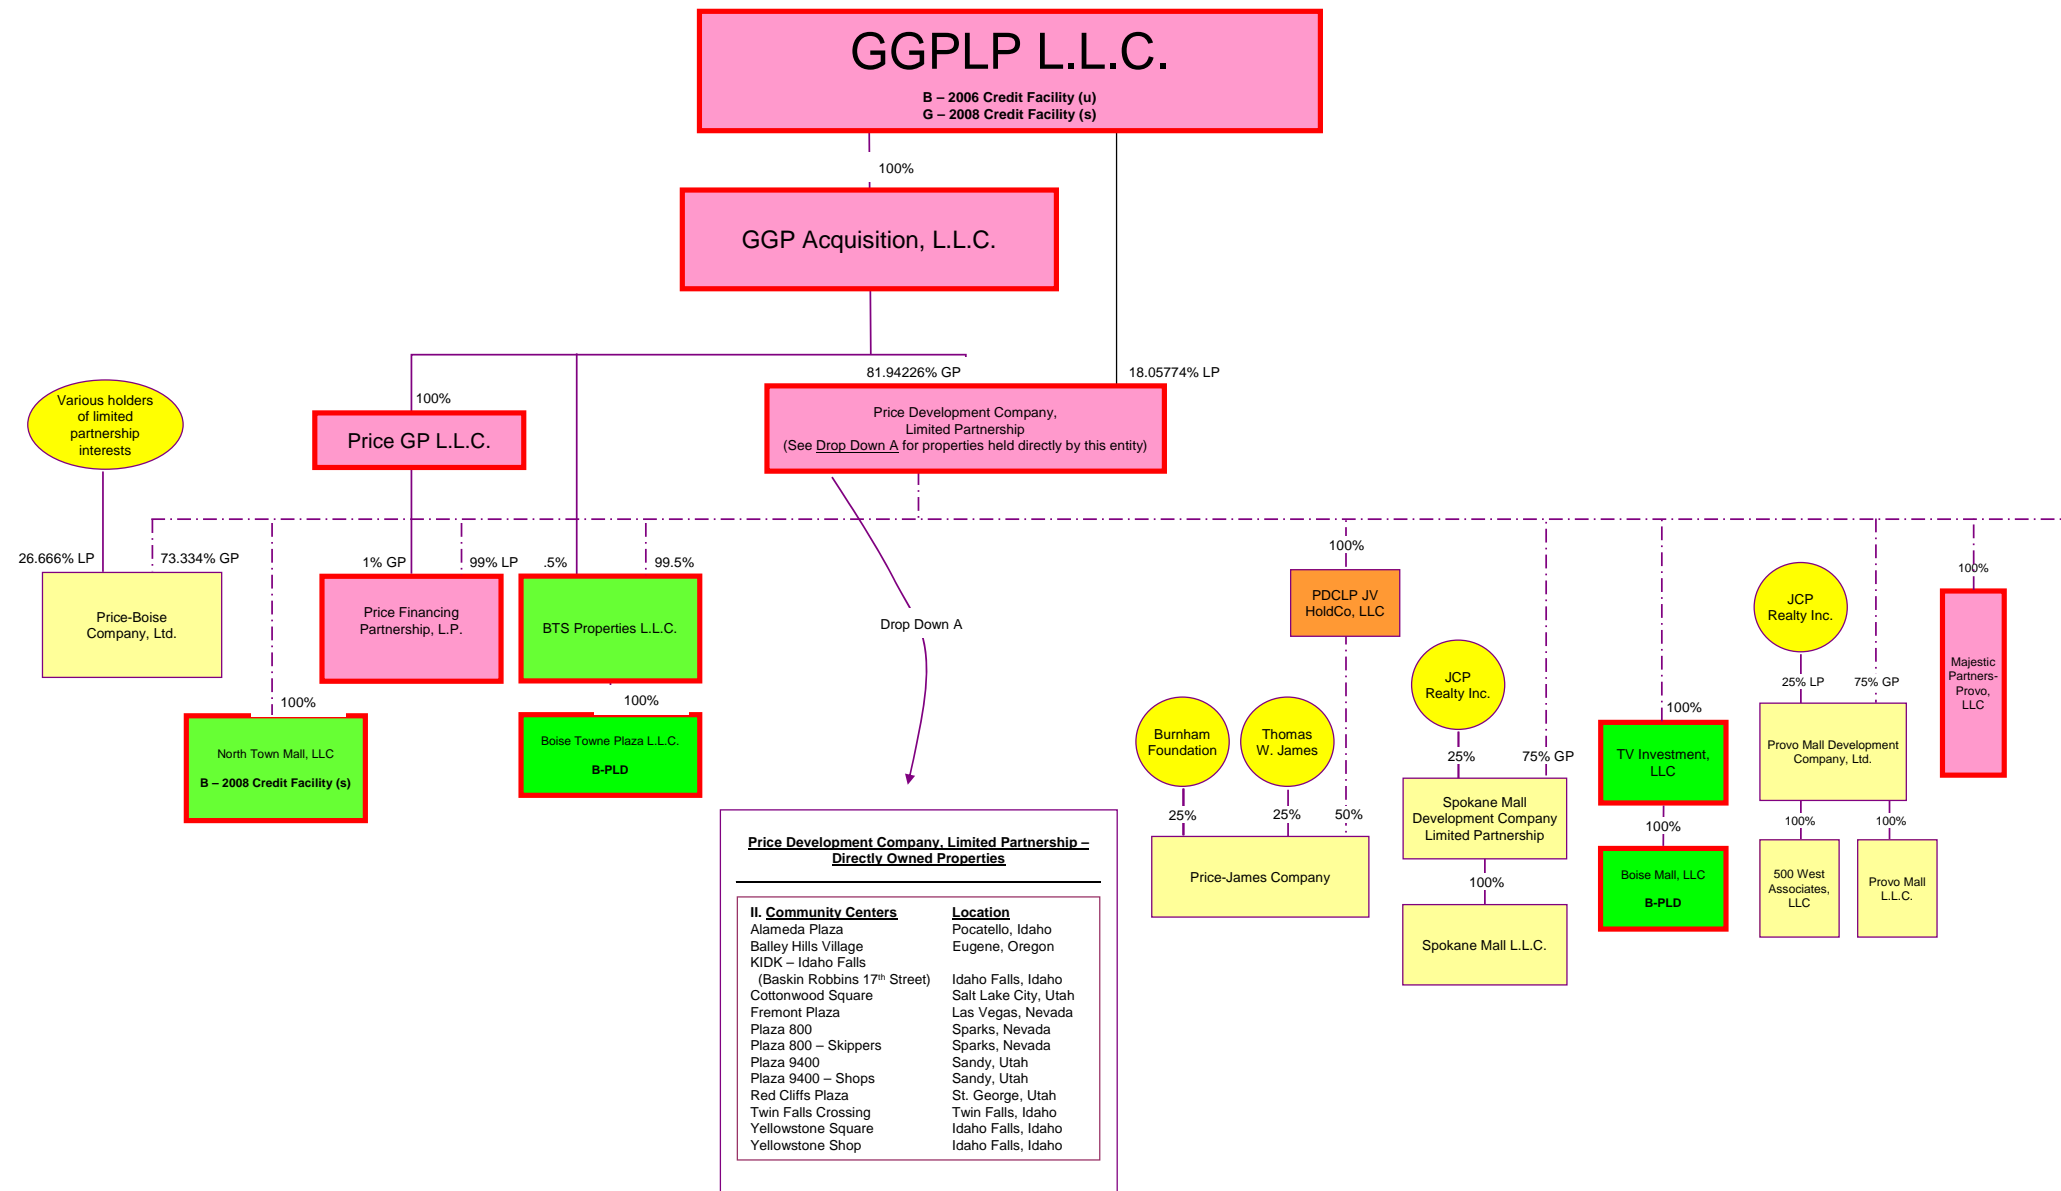 GGPLP L.L.C.
B – 2006 Credit Facility (u)
G – 2008 Credit Facility (s)
100%
GGP Acquisition, L.L.C.
81.94226% GP
18.05774% LP
Various holders
of limited
partnership
interests
100%
Price GP L.L.C.
Price Development Company,
Limited Partnership
(See Drop Down A for properties held directly by this entity)
26.666% LP
73.334% GP
1% GP
99% LP
.5%
99.5%
Price-Boise
Company, Ltd.
Price Financing
Partnership, L.P.
BTS Properties L.L.C.
Drop Down A
100%
North Town Mall, LLC
B – 2008 Credit Facility (s)
100%
Boise Towne Plaza L.L.C.
B-PLD
100%
PDCLP JV
HoldCo, LLC
Burnham
Foundation
Thomas
W. James
25%
25%
50%
Price-James Company
JCP
Realty Inc.
25%
75% GP
Spokane Mall
Development Company
Limited Partnership
100%
Spokane Mall L.L.C.
100%
TV Investment,
LLC
100%
Boise Mall, LLC
B-PLD
JCP
Realty Inc.
25% LP
75% GP
Provo Mall Development
Company, Ltd.
100%
100%
500 West
Associates,
LLC
Provo Mall
L.L.C.
100%
Majestic
Partners-
Provo,
LLC
Price Development Company, Limited Partnership –
Directly Owned Properties
II. Community Centers Location
Alameda Plaza Pocatello, Idaho
Balley Hills Village Eugene, Oregon
KIDK – Idaho Falls
(Baskin Robbins 17th Street) Idaho Falls, Idaho
Cottonwood Square Salt Lake City, Utah
Fremont Plaza Las Vegas, Nevada
Plaza 800 Sparks, Nevada
Plaza 800 – Skippers Sparks, Nevada
Plaza 9400 Sandy, Utah
Plaza 9400 – Shops Sandy, Utah
Red Cliffs Plaza St. George, Utah
Twin Falls Crossing Twin Falls, Idaho
Yellowstone Square Idaho Falls, Idaho
Yellowstone Shop Idaho Falls, Idaho